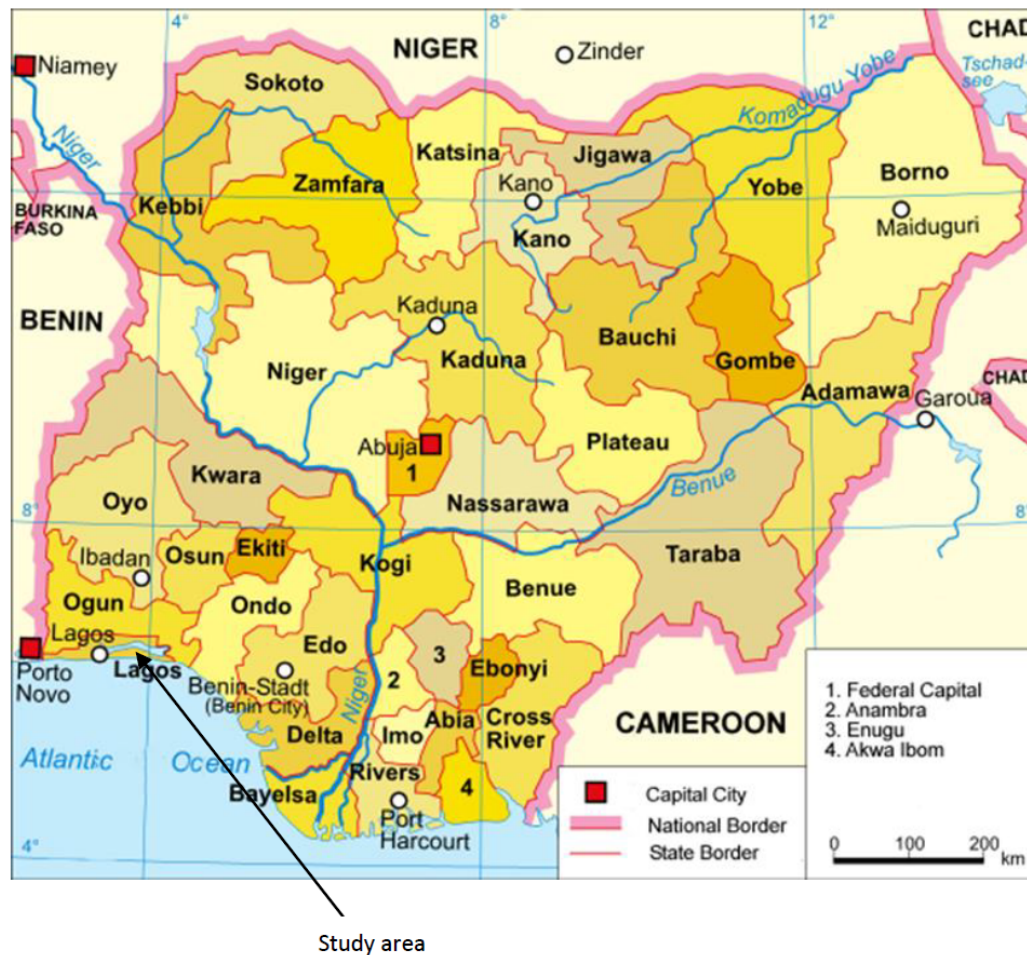 4°
8°
12°
NIGER
Zinder
CHAD
Niamey
Tschad-
see
Sokoto
Komadugu Yobe
Niger
Katsina
Jigawa
Zamfara
Kano
Yobe
Borno
BURKINA
FASO
Kebbi
Kano
Maiduguri
BENIN
Kaduna
Bauchi
Kaduna
Gombe
Niger
Adamawa
CHAD
Garoua
Abuja
1
Plateau
Kwara
Nassarawa
Benue
Oyo
8°
8°
Ibadan
Osun
Ekiti
Kogi
Taraba
Benue
Ogun
Ondo
Lagos
Edo
3
Ebonyi
Porto
Novo
Lagos
Benin-Stadt
(Benin City)
2
Niger
Abia
Cross
River
CAMEROON
Imo
Delta
Atlantic Ocean
Rivers
4
Bayelsa
Port
Harcourt
4°
1. Federal Capital
2. Anambra
3. Enugu
4. Akwa Ibom
Capital City
National Border
State Border
0 100 200 km
Study area